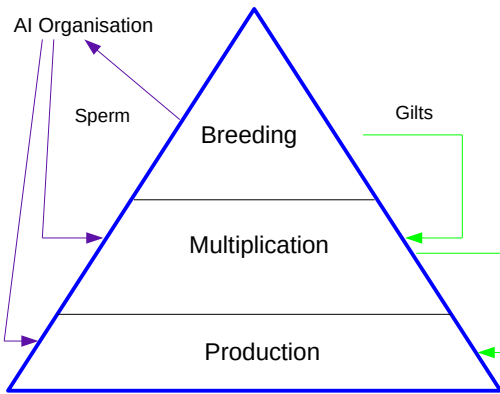 AI Organisation
Sperm
Gilts
Breeding
Multiplication
Production